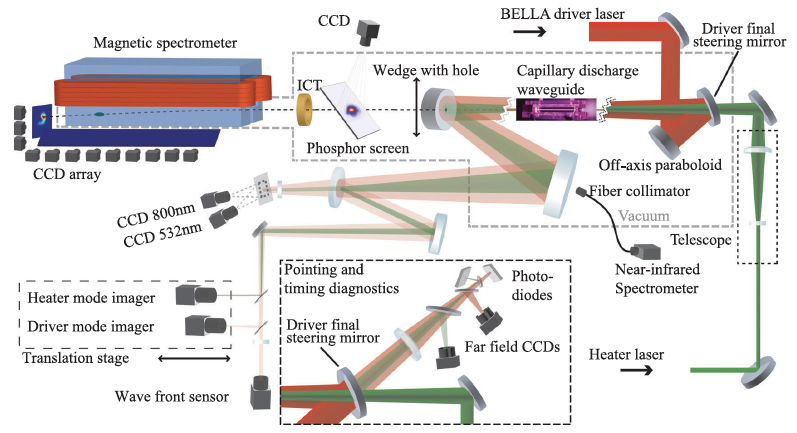 CCD
BELLA driver laser
Driver final
steering mirror
Magnetic spectrometer
ICT
Wedge with hole
Capillary discharge
waveguide
Phosphor screen
Off-axis paraboloid
CCD array
Fiber collimator
CCD 800nm
CCD 532nm
Vacuum
Telescope
Near-infrared
Spectrometer
Pointing and
timing diagnostics
Photo-
diodes
Heater mode imager
Driver mode imager
Driver final
steering mirror
Far field CCDs
Translation stage
Heater laser
Wave front sensor